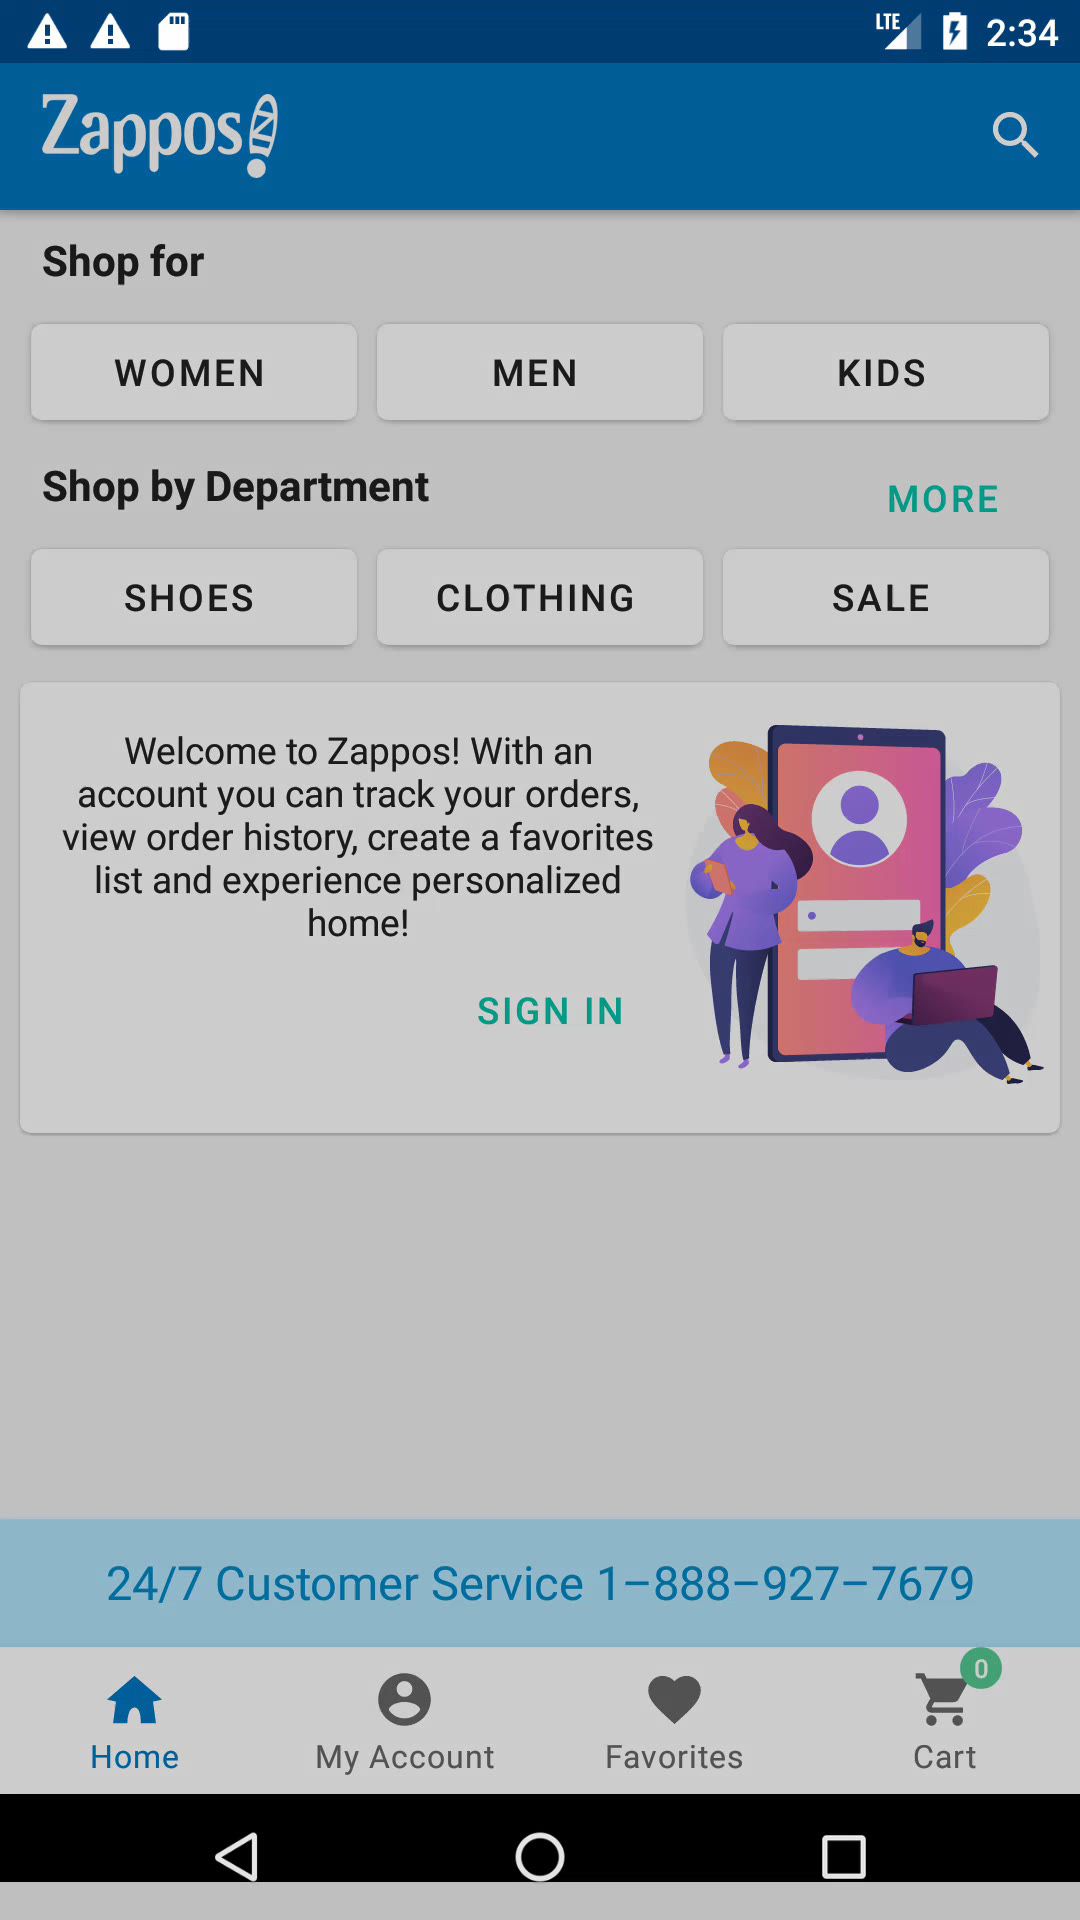 LTE 2:34
Zappos
Shop for
WOMEN MEN KIDS
Shop by Department
MORE
SHOES CLOTHING SALE
Welcome to Zappos! With an
account you can track your orders,
view order history, create a favorites
list and experience personalized
home!
SIGN IN
24/7 Customer Service 1-888-927-7679
0
Home My Account Favorites Cart